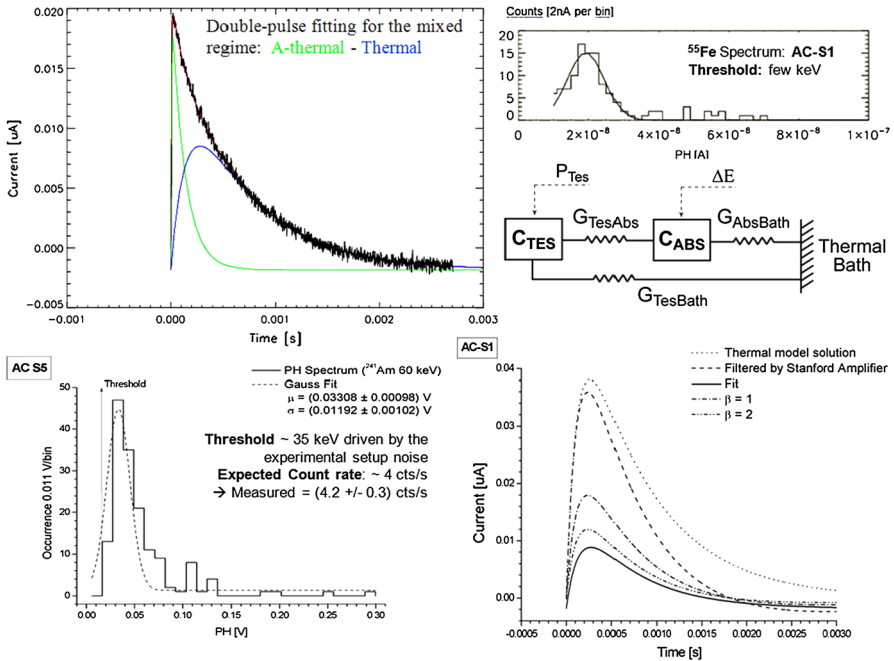 Double-pulse fitting for the mixed
regime: A-thermal - Thermal
0.020
0.015
0.010
0.005
0.000
−0.005
Current [uA]
−0.001 0.000 0.001 0.002 0.003
Time [s]
Counts [2nA per bin]
20
15
10
5
0
⁵⁵Fe Spectrum: AC-S1
Threshold: few keV
0 2×10⁻⁸ 4×10⁻⁸ 6×10⁻⁸ 8×10⁻⁸ 1×10⁻⁷
PH [A]
P_Tes ΔE
G_TesAbs G_AbsBath
C_TES C_ABS
Thermal
Bath
G_TesBath
AC S5
Threshold
PH Spectrum (²⁴¹Am 60 keV)
Gauss Fit
μ = (0.03308 ± 0.00098) V
σ = (0.01192 ± 0.00102) V
Threshold ~ 35 keV driven by the
experimental setup noise
Expected Count rate: ~ 4 cts/s
→ Measured = (4.2 +/- 0.3) cts/s
50
40
30
20
10
0
Occurrence 0.011 V/bin
0.00 0.05 0.10 0.15 0.20 0.25 0.30
PH [V]
AC-S1
Thermal model solution
Filtered by Stanford Amplifier
Fit
β = 1
β = 2
0.04
0.03
0.02
0.01
0.00
Current [uA]
-0.0005 0.0000 0.0005 0.0010 0.0015 0.0020 0.0025 0.0030
Time [s]